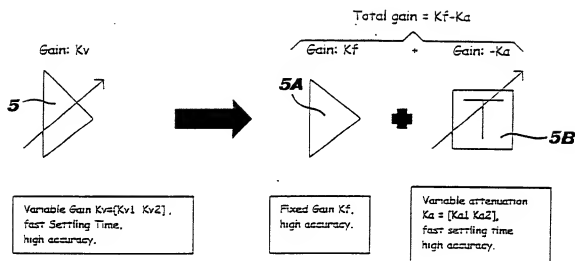 Total gain = Kf-Ka
Gain: Kv
Gain: Kf
+
Gain: -Ka
5
5A
5B
Variable Gain Kv=[Kv1 Kv2],
fast Settling Time,
high accuracy.
Fixed Gain Kf,
high accuracy.
Variable attenuation
Ka = [Ka1 Ka2],
fast settling time
high accuracy.